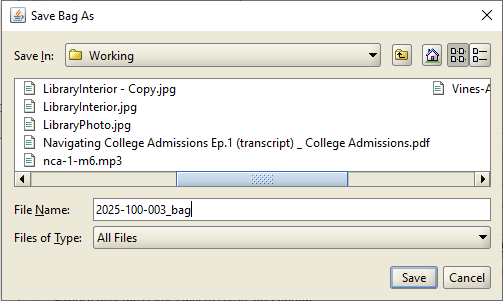 Save Bag As
Save In: Working
LibraryInterior - Copy.jpg
LibraryInterior.jpg
LibraryPhoto.jpg
Navigating College Admissions Ep.1 (transcript) _ College Admissions.pdf
nca-1-m6.mp3
Vines-A
File Name: 2025-100-003_bag
Files of Type: All Files
Save Cancel